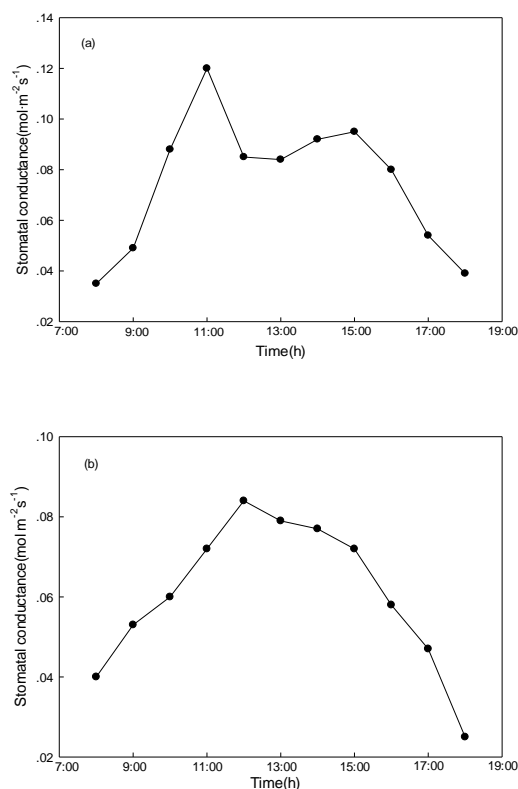 .14
(a)
.12
.10
.08
.06
.04
.02
Stomatal conductance(mol·m-2s-1)
7:00 9:00 11:00 13:00 15:00 17:00 19:00
Time(h)
.10
(b)
.08
.06
.04
.02
Stomatal conductance(mol m-2s-1)
7:00 9:00 11:00 13:00 15:00 17:00 19:00
Time(h)